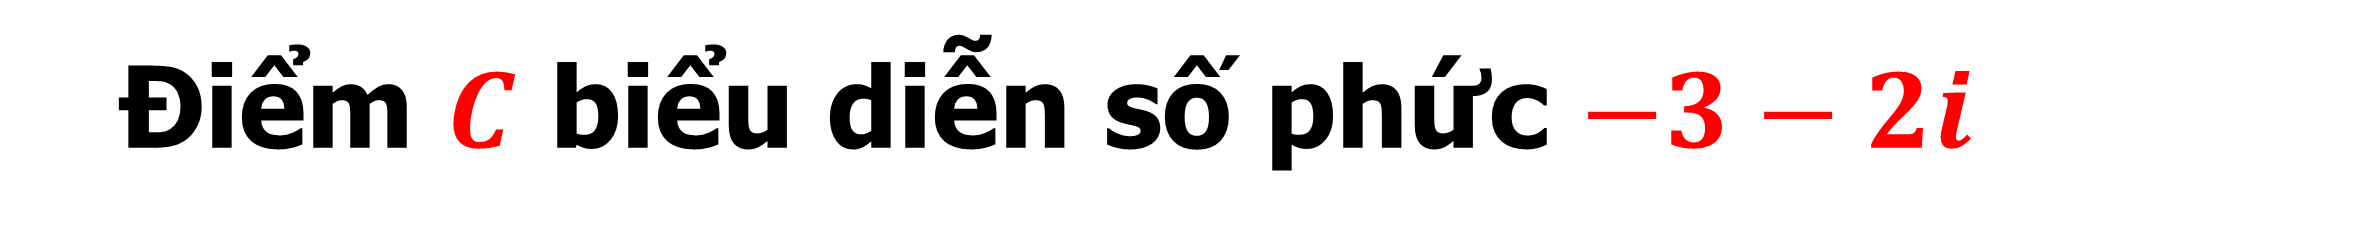 Điểm C biểu diễn số phức −3 − 2i